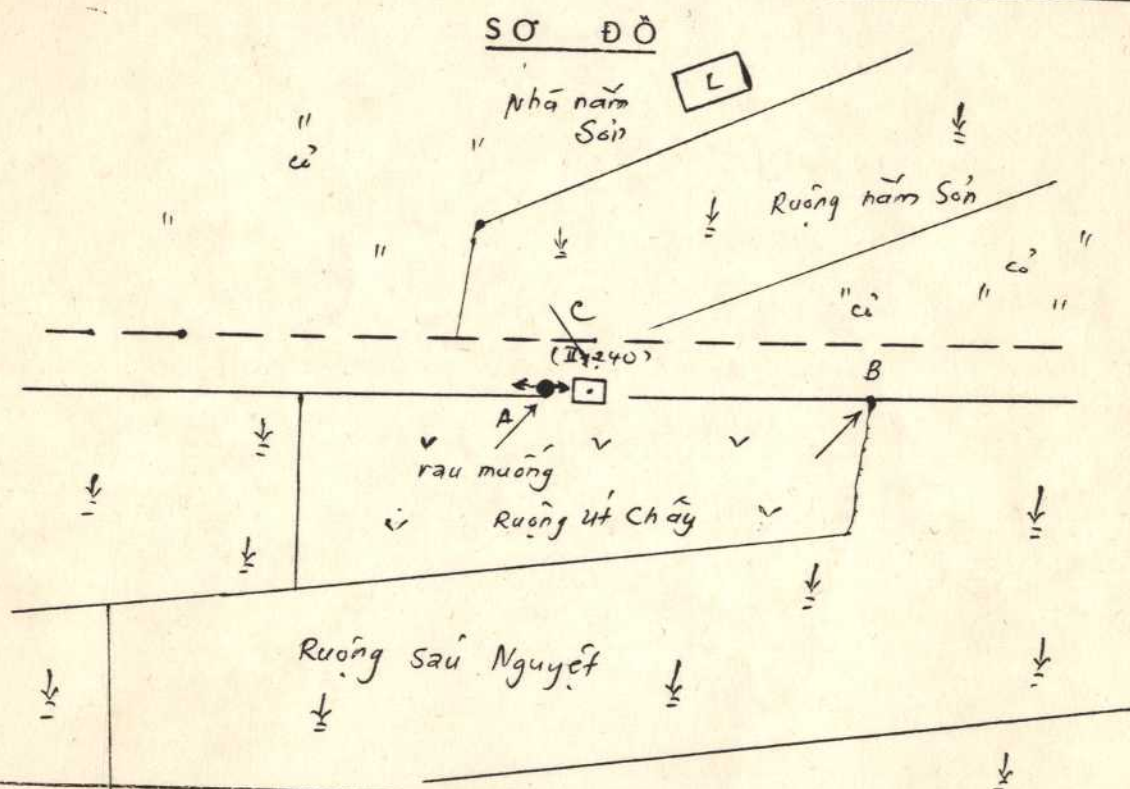 SƠ ĐỒ
Nhà năm
Sơn
L
cỏ
Ruộng năm Sơn
cỏ
cỏ
C
B
A
rau muống
Ruộng Út Chấy
Ruộng Sáu Nguyệt